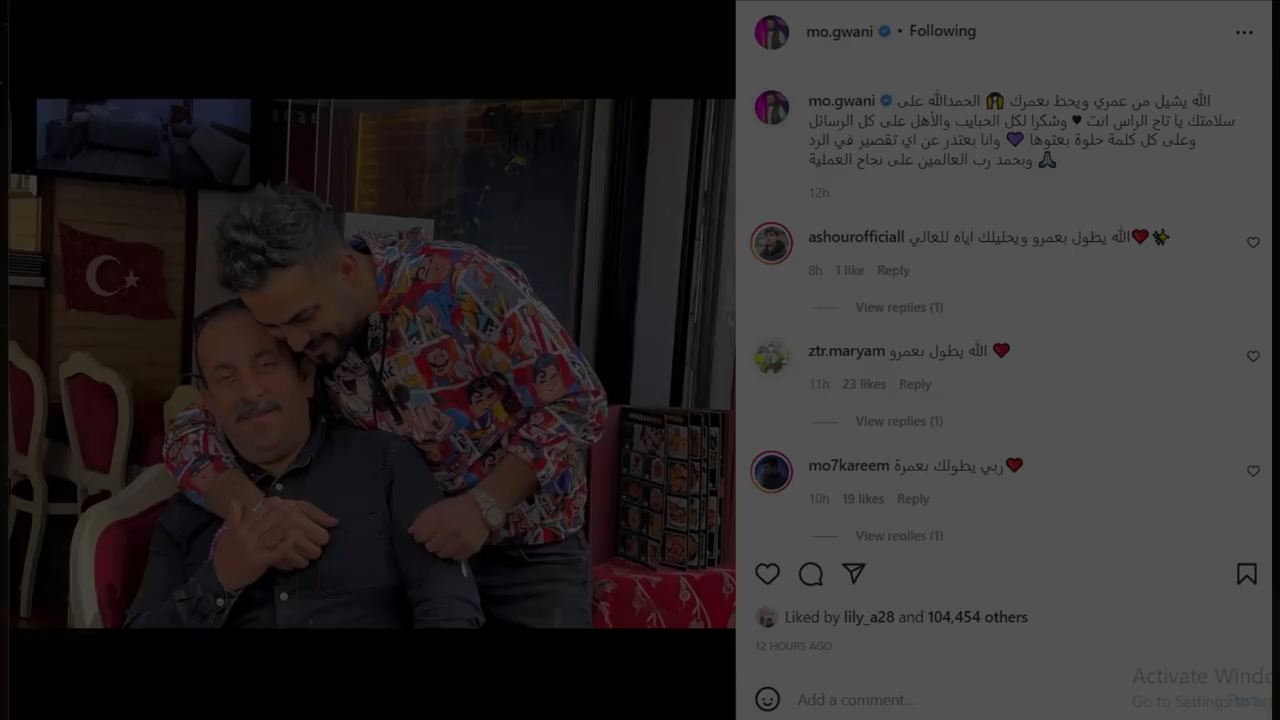 mo.gwani • Following
mo.gwani الله يشيل من عمري ويحط بعمرك 🙌 الحمدالله على
سلامتك يا تاج الراس انت ♥ وشكرا لكل الحبايب والأهل على كل الرسائل
وعلى كل كلمة حلوة بعتوها 💜 وانا بعتذر عن اي تقصير في الرد
🙏 وبحمد رب العالمين على نجاح العملية
12h
ashourofficiall الله يطول بعمرو ويخليلك اياه للغالي❤️✨
8h 1 like Reply
View replies (1)
ztr.maryam الله يطول بعمرو ❤️
11h 23 likes Reply
View replies (1)
mo7kareem ربي يطولك بعمرة❤️
10h 19 likes Reply
View replies (1)
Liked by lily_a28 and 104,454 others
12 HOURS AGO
Add a comment...
Activate Windo
Go to Settings to a